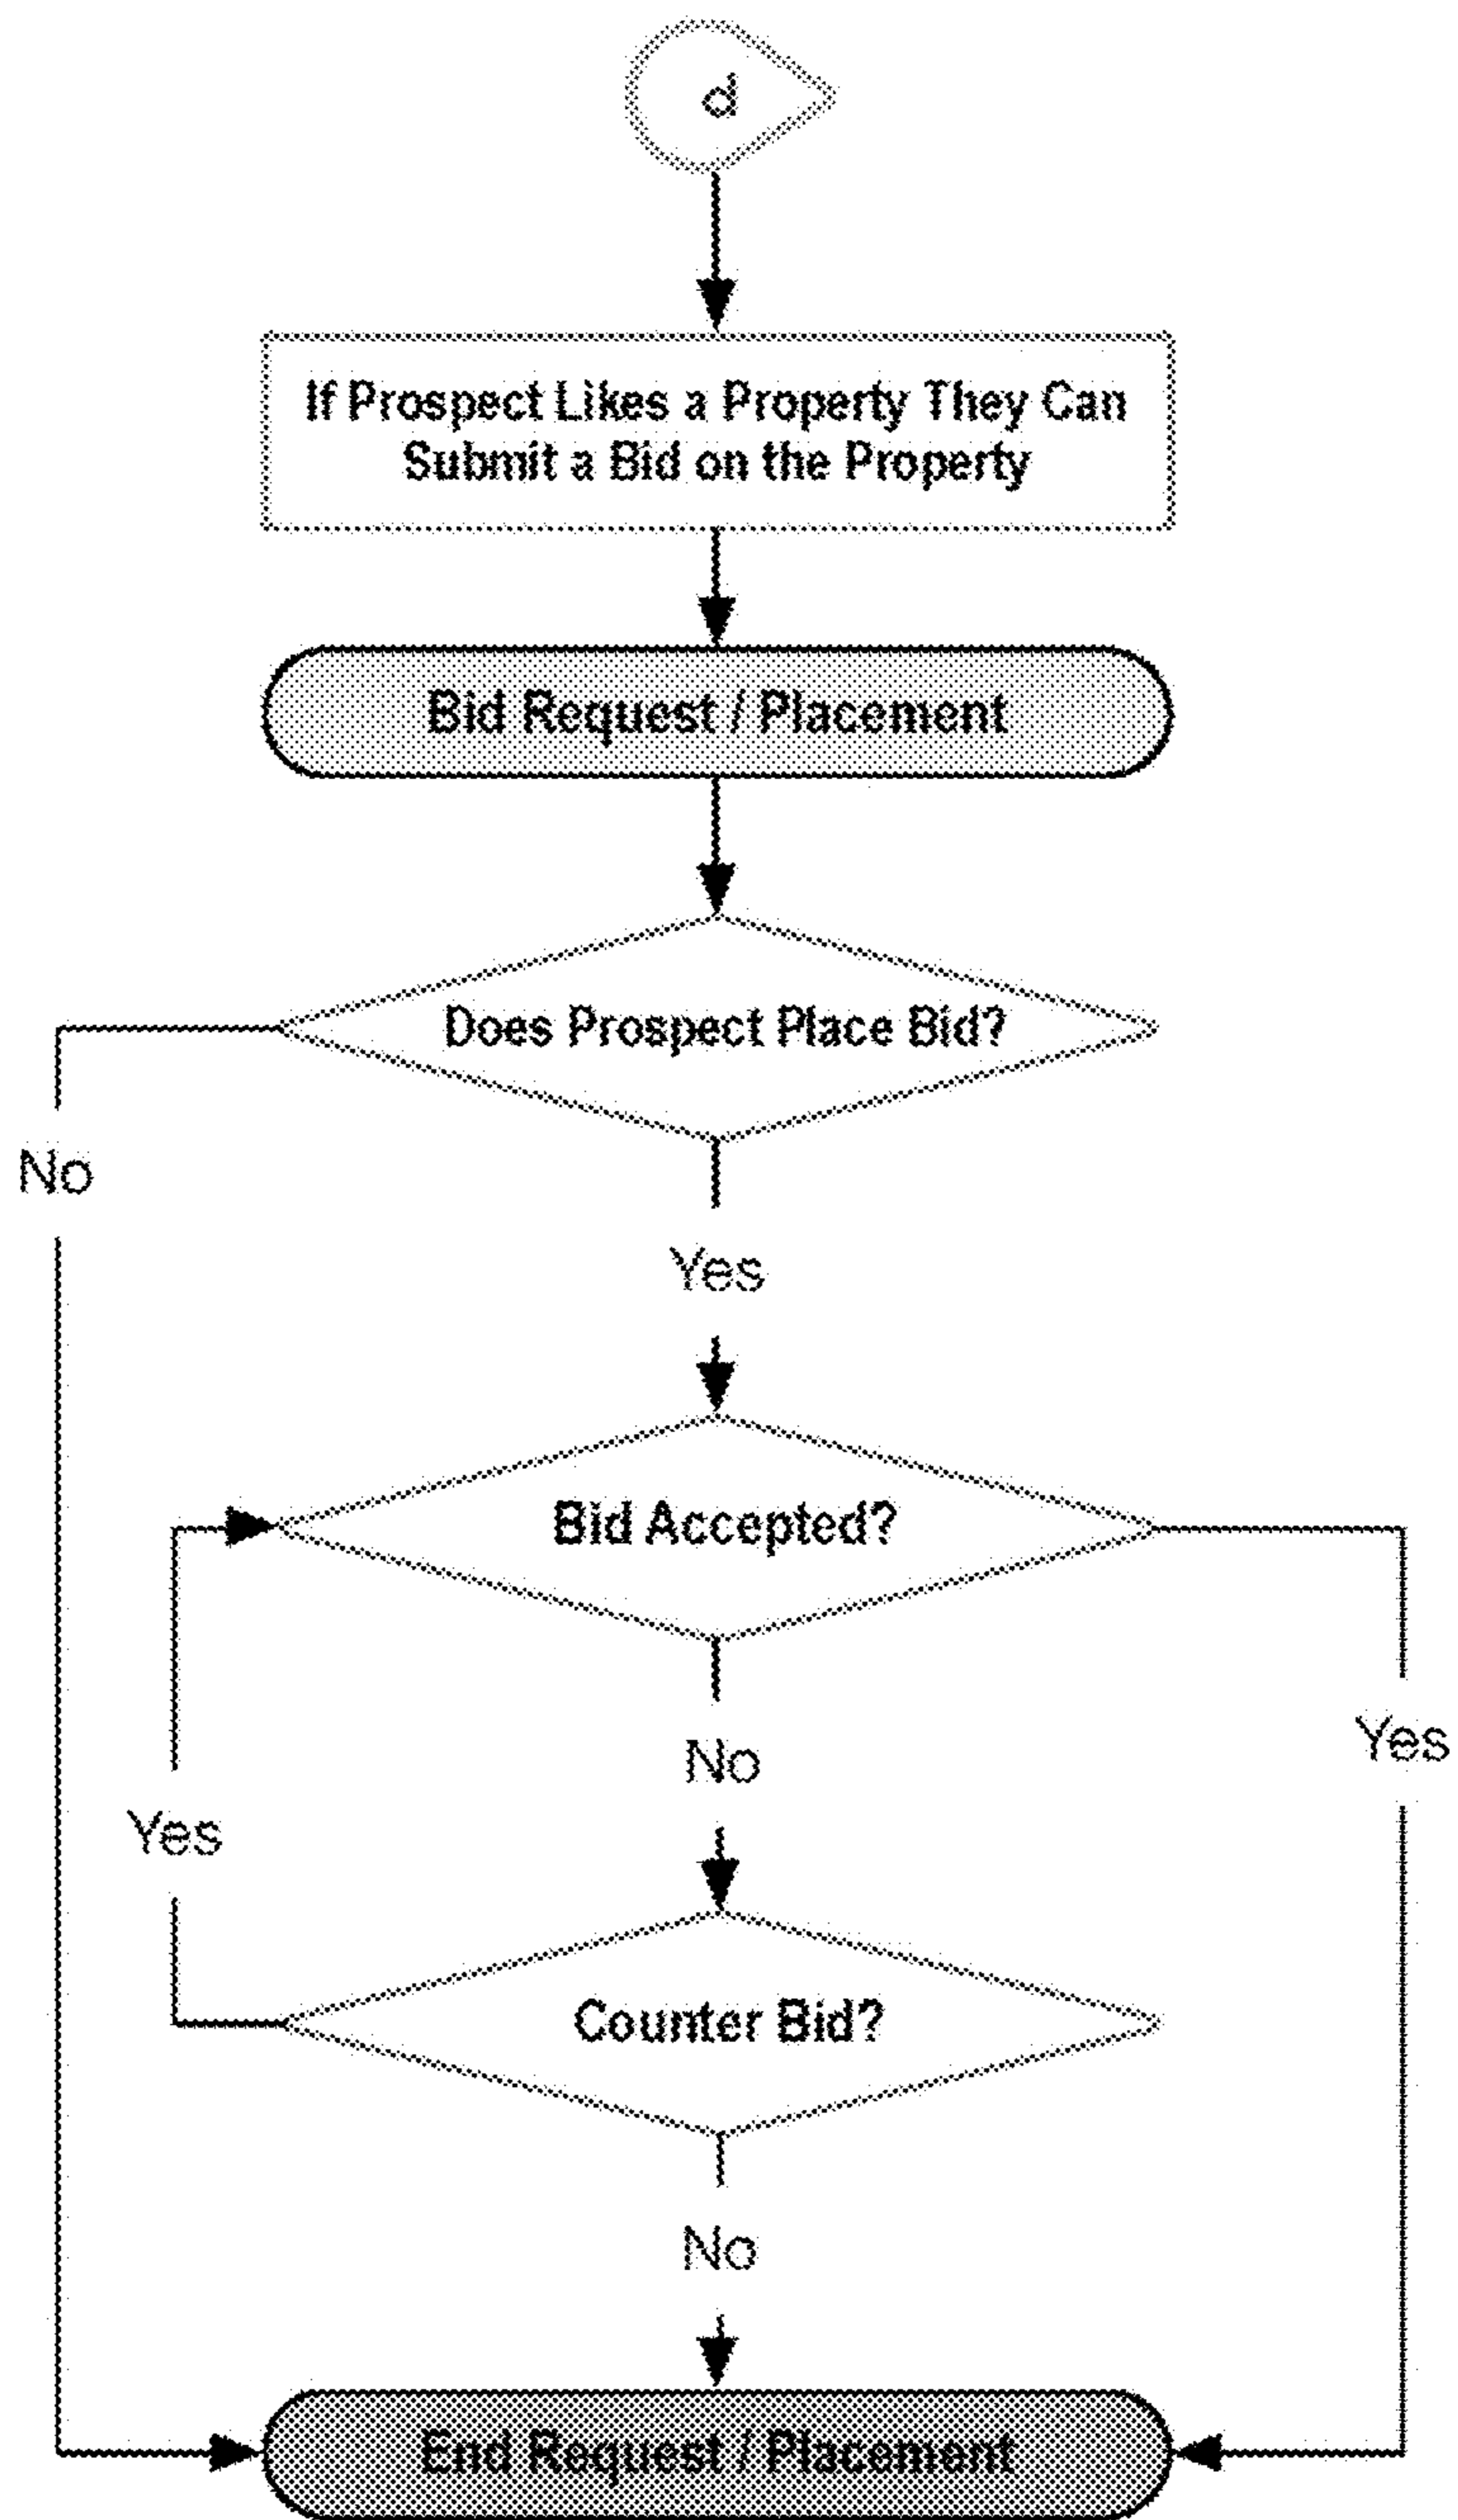 d
If Prospect Likes a Property They Can
Submit a Bid on the Property
Bid Request / Placement
Does Prospect Place Bid?
No
Yes
Bid Accepted?
No
Yes
Yes
Counter Bid?
No
End Request / Placement